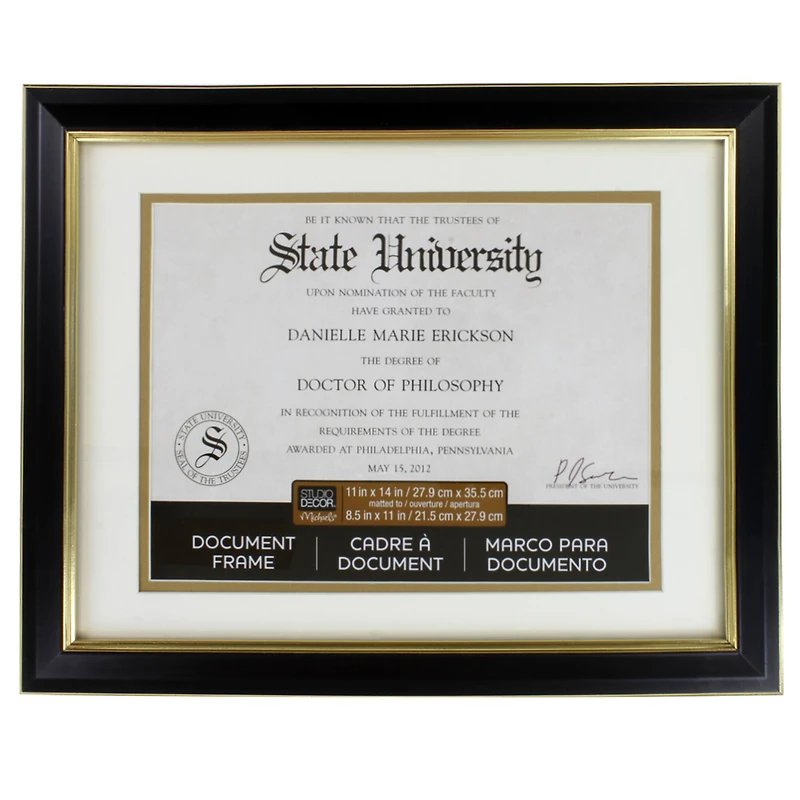 BE IT KNOWN THAT THE TRUSTEES OF
State University
UPON NOMINATION OF THE FACULTY
HAVE GRANTED TO
DANIELLE MARIE ERICKSON
THE DEGREE OF
DOCTOR OF PHILOSOPHY
IN RECOGNITION OF THE FULFILLMENT OF THE
REQUIREMENTS OF THE DEGREE
AWARDED AT PHILADELPHIA, PENNSYLVANIA
MAY 15, 2012
STATE UNIVERSITY
S
SEAL OF THE TRUSTEES
PRESIDENT OF THE UNIVERSITY
STUDIO DECOR
Michaels
11 in x 14 in / 27.9 cm x 35.5 cm
matted to / ouverture / apertura
8.5 in x 11 in / 21.5 cm x 27.9 cm
DOCUMENT
FRAME
CADRE À
DOCUMENT
MARCO PARA
DOCUMENTO